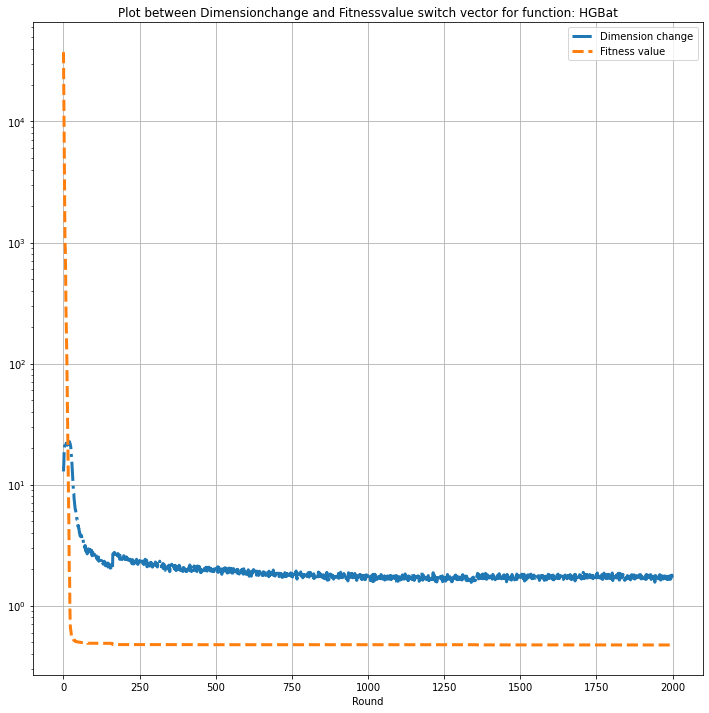 Plot between Dimensionchange and Fitnessvalue switch vector for function: HGBat
Dimension change
Fitness value
10^4
10^3
10^2
10^1
10^0
0 250 500 750 1000 1250 1500 1750 2000
Round